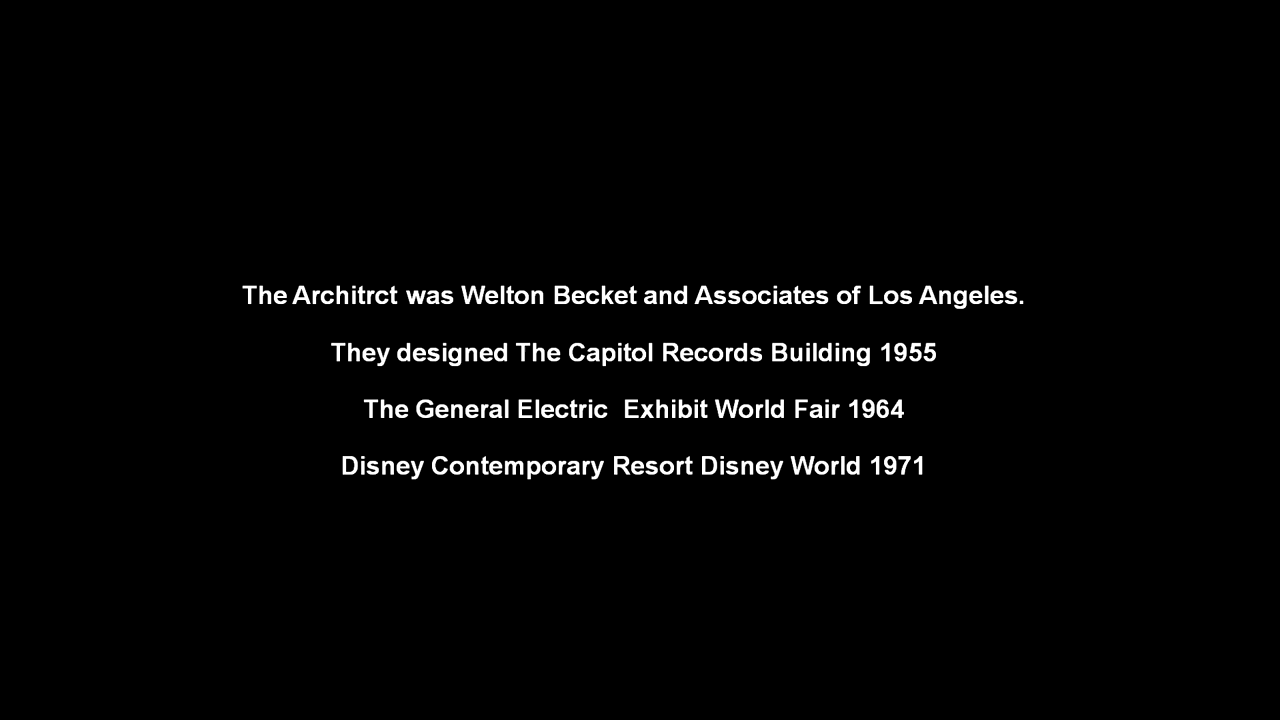 The Architrct was Welton Becket and Associates of Los Angeles.
They designed The Capitol Records Building 1955
The General Electric  Exhibit World Fair 1964
Disney Contemporary Resort Disney World 1971